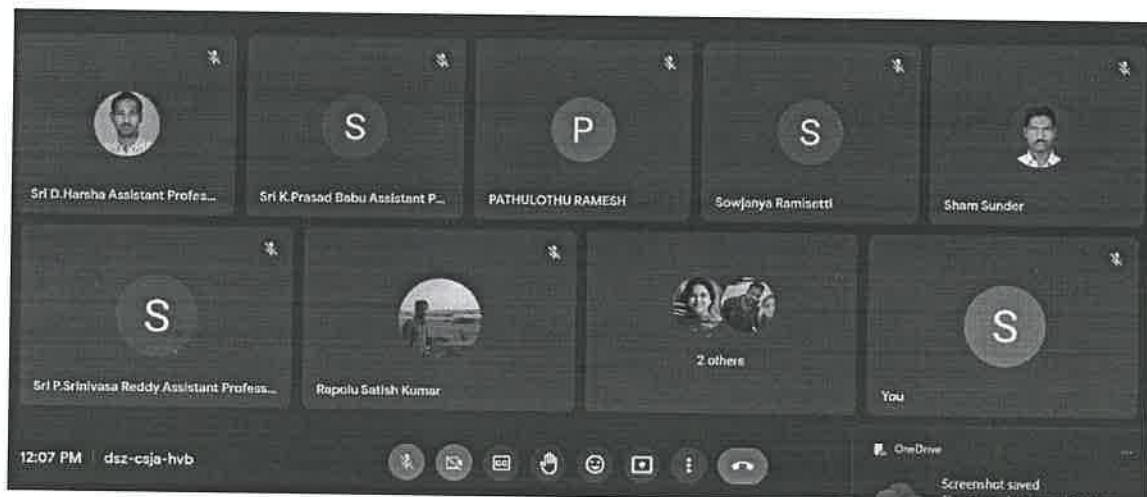 S
P
S
Sri D.Harsha Assistant Profes...
Sri K.Prasad Babu Assistant P...
PATHULOTHU RAMESH
Sowjanya Ramisetti
Sham Sunder
S
S
2 others
Sri P.Srinivasa Reddy Assistant Profess...
Rapolu Satish Kumar
You
12:07 PM | dsz-csja-hvb
CC
OneDrive
...
Screenshot saved